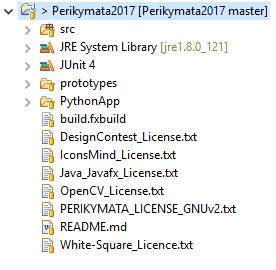 > Perikymata2017 [Perikymata2017 master]
src
JRE System Library [jre1.8.0_121]
JUnit 4
prototypes
PythonApp
build.fxbuild
DesignContest_License.txt
IconsMind_License.txt
Java_Javafx_License.txt
OpenCV_License.txt
PERIKYMATA_LICENSE_GNUv2.txt
README.md
White-Square_Licence.txt